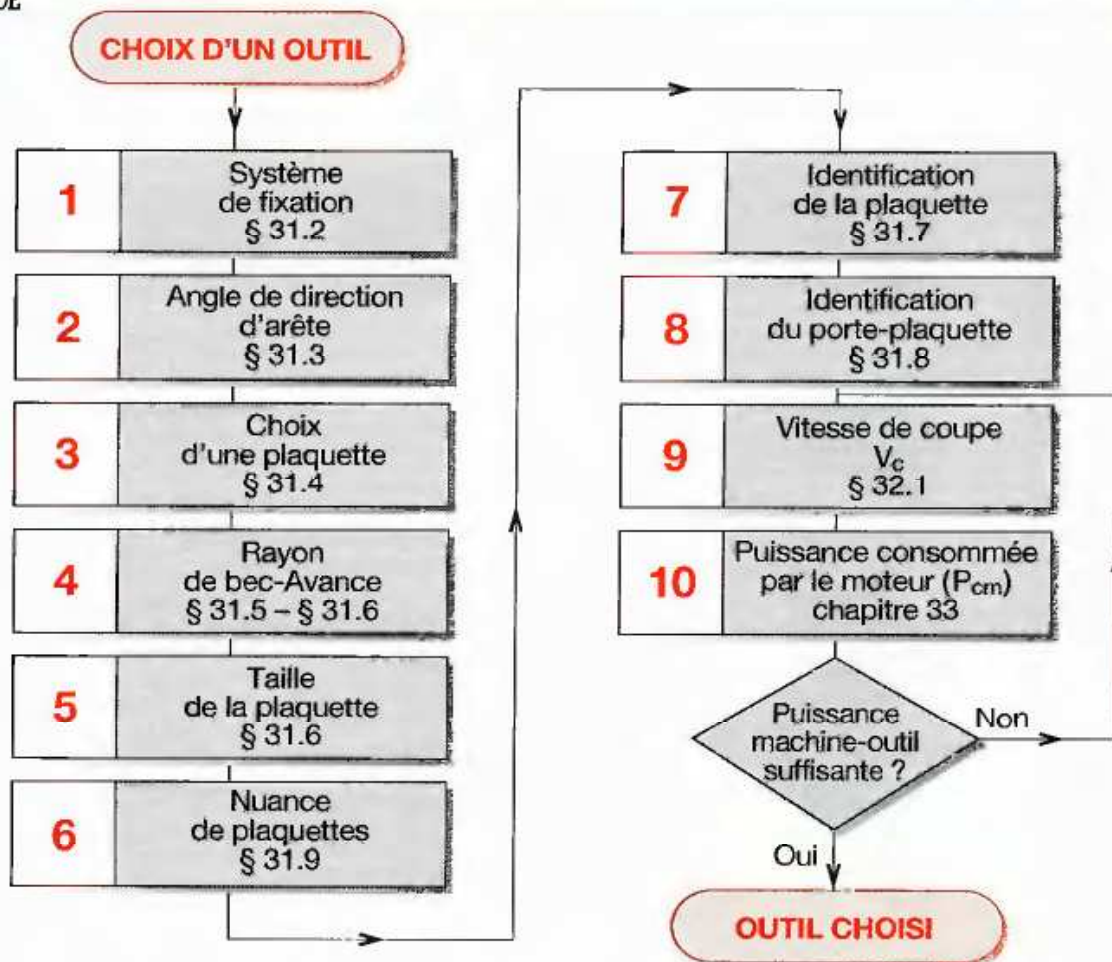 CHOIX D'UN OUTIL
1
Système
de fixation
§ 31.2
2
Angle de direction
d'arête
§ 31.3
3
Choix
d'une plaquette
§ 31.4
4
Rayon
de bec-Avance
§ 31.5 – § 31.6
5
Taille
de la plaquette
§ 31.6
6
Nuance
de plaquettes
§ 31.9
7
Identification
de la plaquette
§ 31.7
8
Identification
du porte-plaquette
§ 31.8
9
Vitesse de coupe
Vc
§ 32.1
10
Puissance consommée
par le moteur (Pcm)
chapitre 33
Puissance
machine-outil
suffisante ?
Non
Oui
OUTIL CHOISI